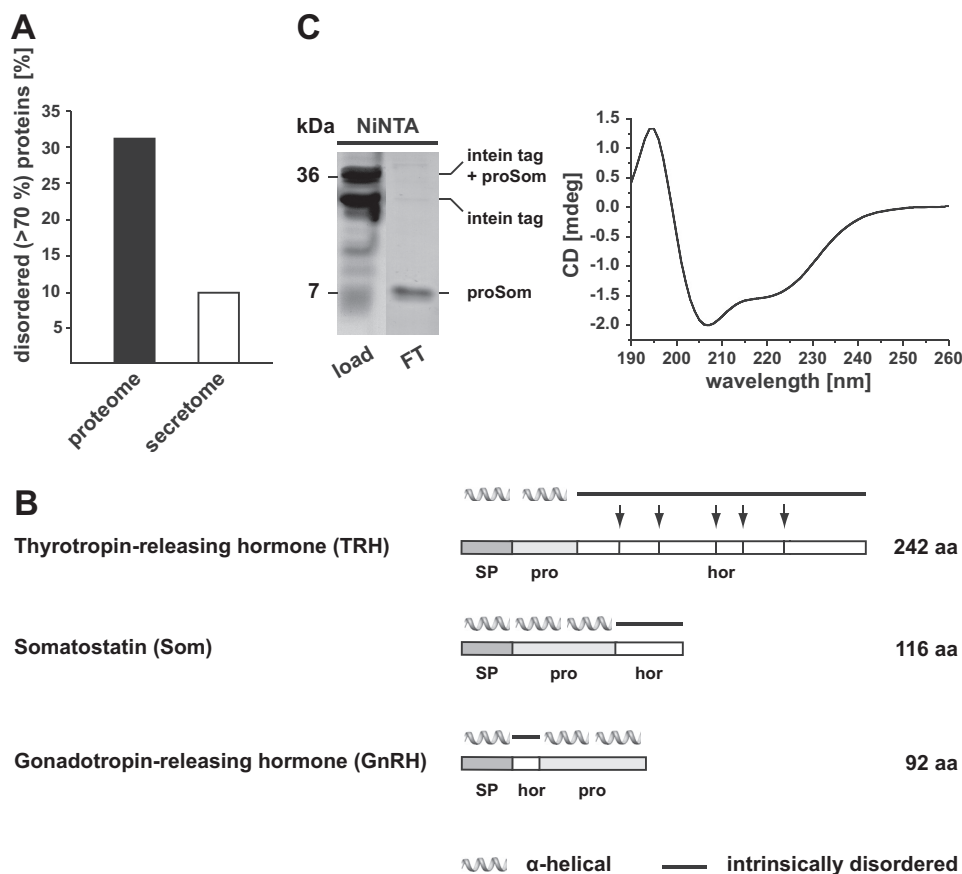 A
disordered (>70 %) proteins [%]
35
30
25
20
15
10
5
proteome
secretome
C
kDa
NiNTA
36
7
intein tag
+ proSom
intein tag
proSom
load
FT
CD [mdeg]
1.5
1.0
0.5
0.0
-0.5
-1.0
-1.5
-2.0
190 200 210 220 230 240 250 260
wavelength [nm]
B
Thyrotropin-releasing hormone (TRH)
242 aa
SP pro hor
Somatostatin (Som)
116 aa
SP pro hor
Gonadotropin-releasing hormone (GnRH)
92 aa
SP hor pro
α-helical
intrinsically disordered